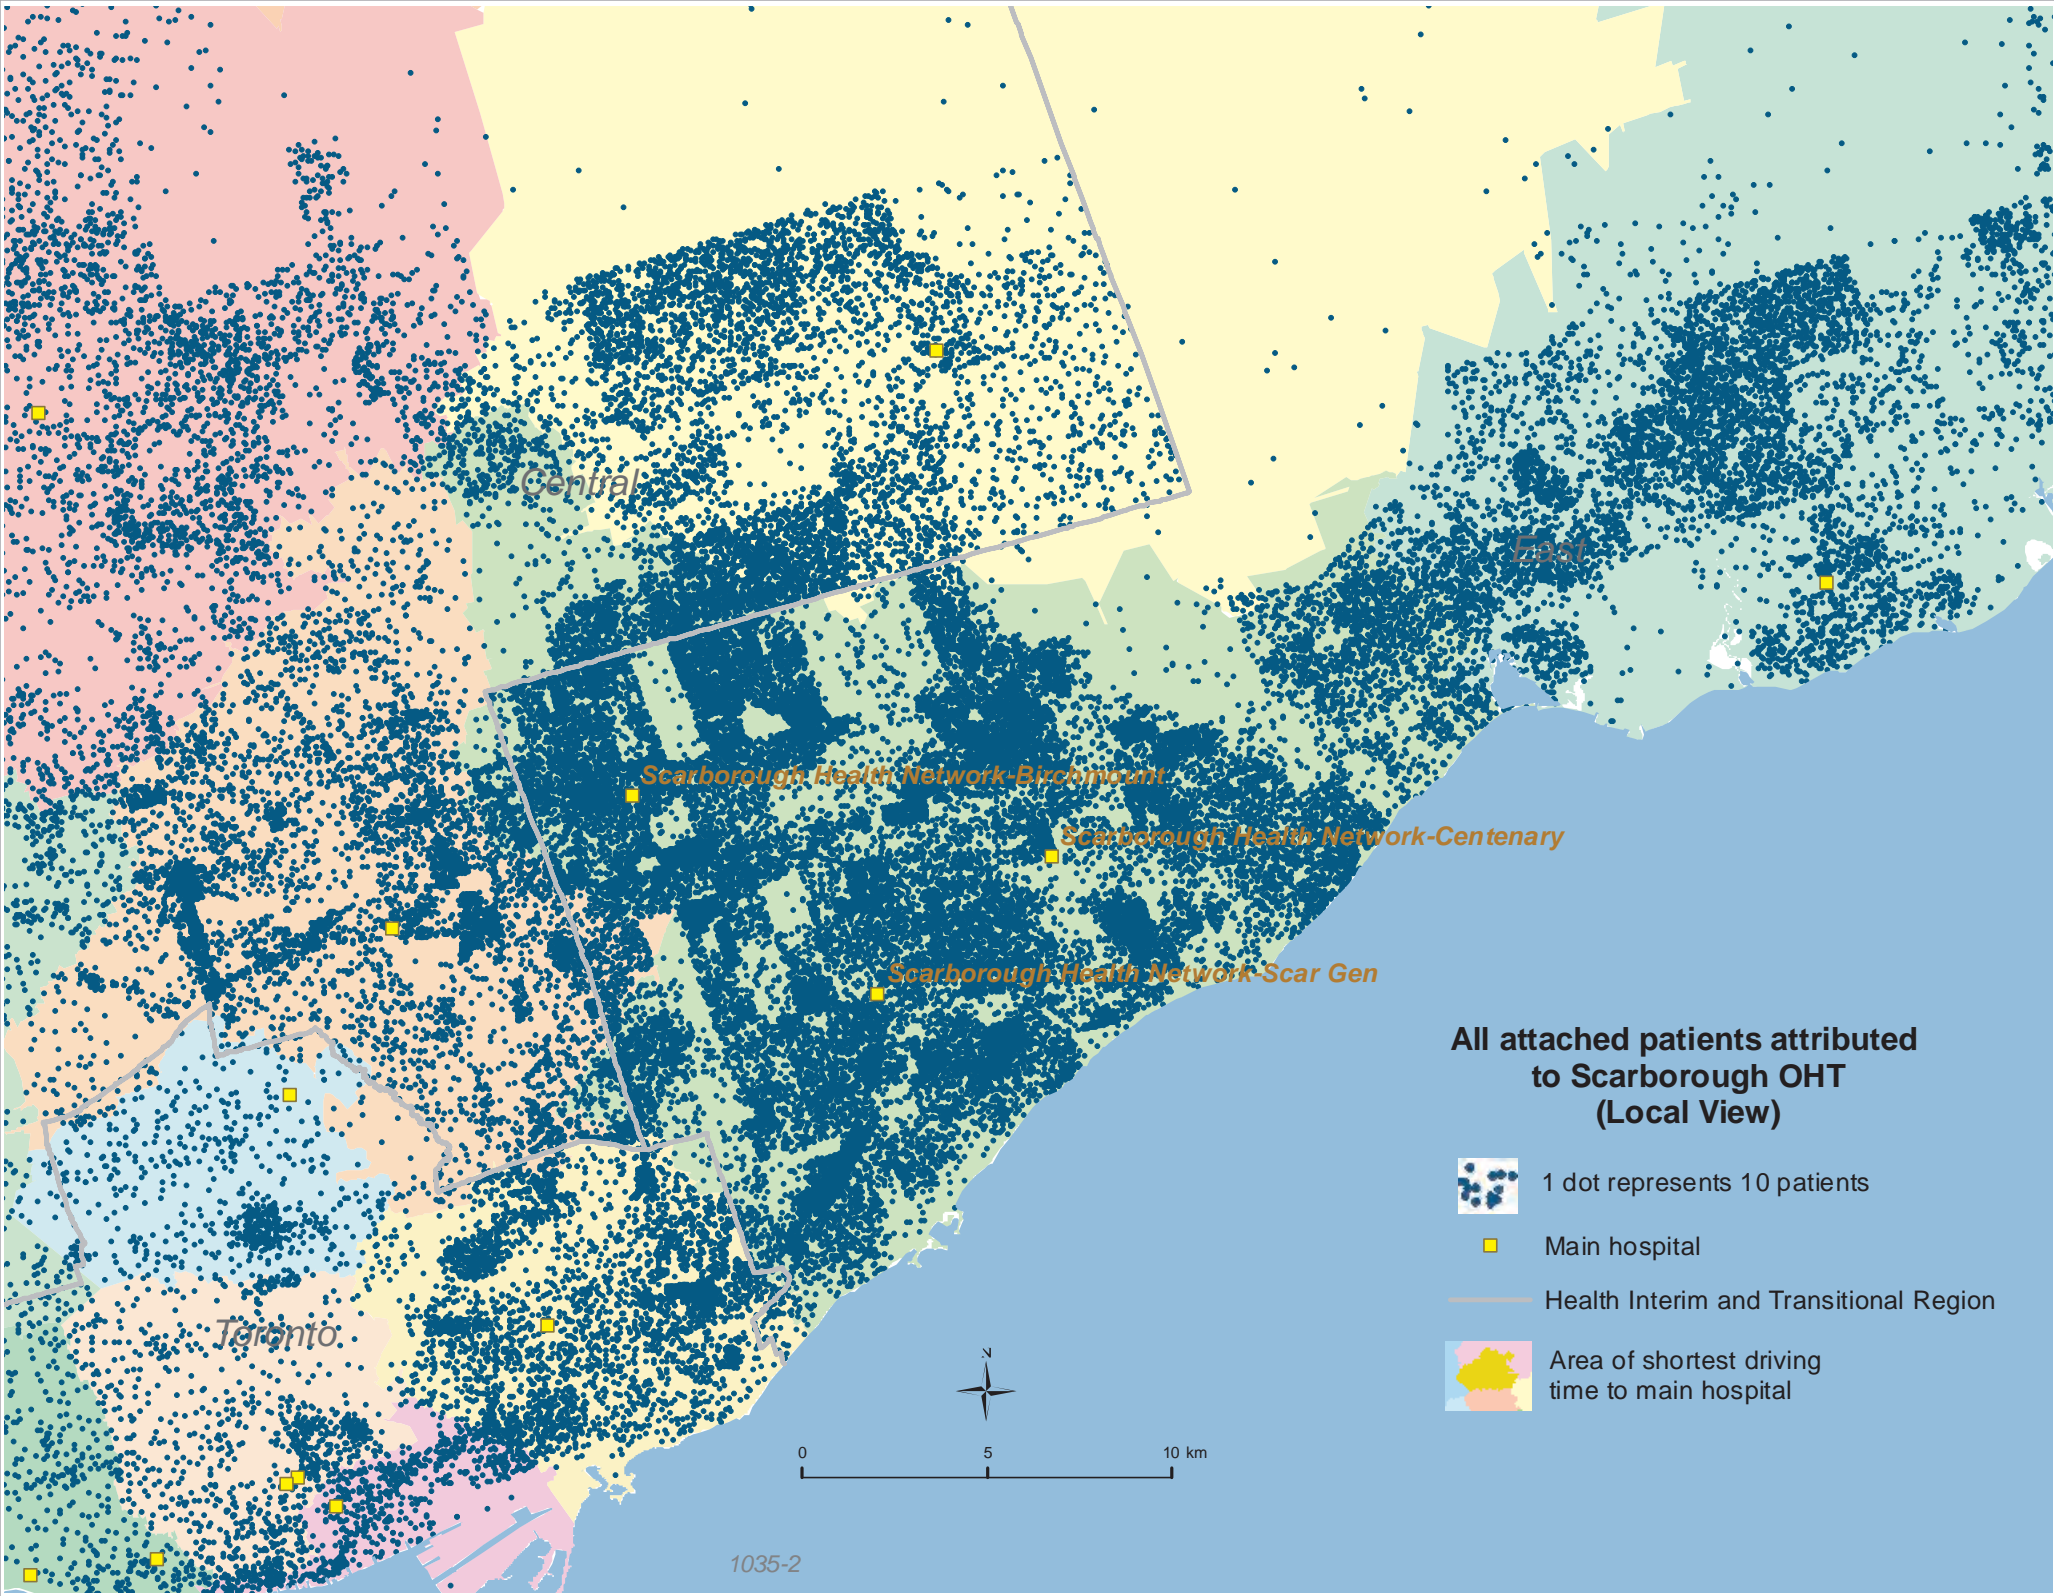 Central
East
Scarborough Health Network-Birchmount
Scarborough Health Network-Centenary
Scarborough Health Network-Scar Gen
Toronto
All attached patients attributed
to Scarborough OHT
(Local View)
1 dot represents 10 patients
Main hospital
Health Interim and Transitional Region
Area of shortest driving
time to main hospital
N
0 5 10 km
1035-2